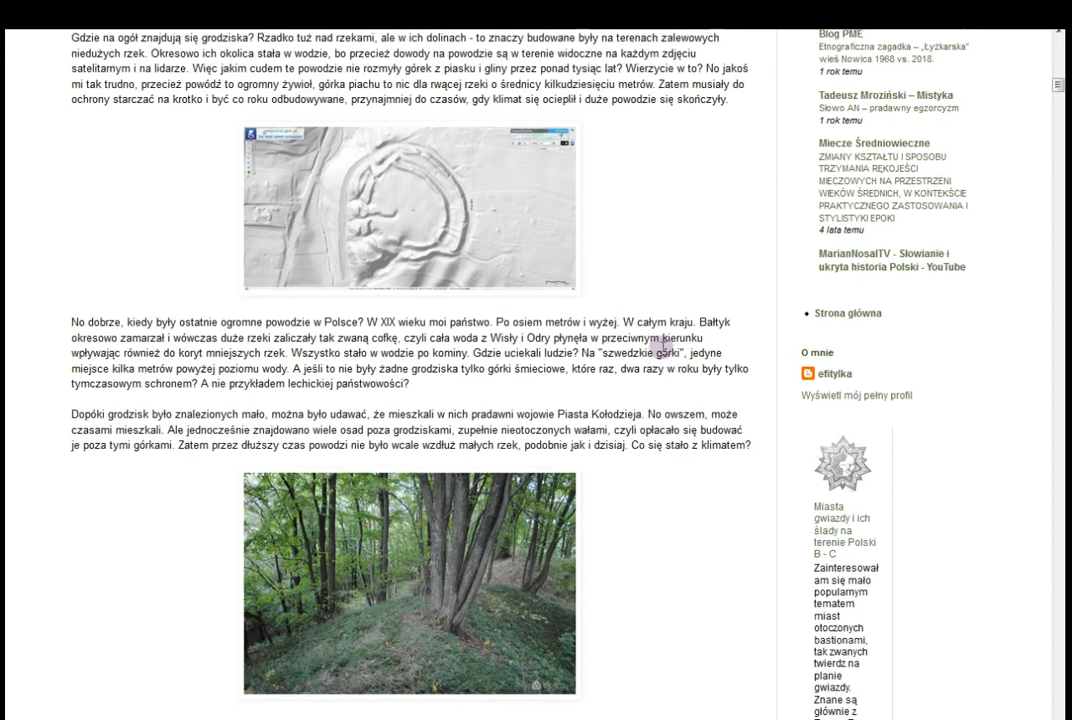 Gdzie na ogół znajdują się grodziska? Rzadko tuż nad rzekami, ale w ich dolinach - to znaczy budowane były na terenach zalewowych
niedużych rzek. Okresowo ich okolica stała w wodzie, bo przecież dowody na powodzie są w terenie widoczne na każdym zdjęciu
satelitarnym i na lidarze. Więc jakim cudem te powodzie nie rozmyły górek z piasku i gliny przez ponad tysiąc lat? Wierzycie w to? No jakoś
mi tak trudno, przecież powódź to ogromny żywioł, górka piachu to nic dla rwącej rzeki o średnicy kilkudziesięciu metrów. Zatem musiały do
ochrony starczać na krotko i być co roku odbudowywane, przynajmniej do czasów, gdy klimat się ocieplił i duże powodzie się skończyły.
No dobrze, kiedy były ostatnie ogromne powodzie w Polsce? W XIX wieku moi państwo. Po osiem metrów i wyżej. W całym kraju. Bałtyk
okresowo zamarzał i wówczas duże rzeki zaliczały tak zwaną cofkę, czyli cała woda z Wisły i Odry płynęła w przeciwnym kierunku
wpływając również do koryt mniejszych rzek. Wszystko stało w wodzie po kominy. Gdzie uciekali ludzie? Na "szwedzkie górki", jedyne
miejsce kilka metrów powyżej poziomu wody. A jeśli to nie były żadne grodziska tylko górki śmieciowe, które raz, dwa razy w roku były tylko
tymczasowym schronem? A nie przykładem lechickiej państwowości?
Dopóki grodzisk było znalezionych mało, można było udawać, że mieszkali w nich pradawni wojowie Piasta Kołodzieja. No owszem, może
czasami mieszkali. Ale jednocześnie znajdowano wiele osad poza grodziskami, zupełnie nieotoczonych wałami, czyli opłacało się budować
je poza tymi górkami. Zatem przez dłuższy czas powodzi nie było wcale wzdłuż małych rzek, podobnie jak i dzisiaj. Co się stało z klimatem?
Blog PME
Etnograficzna zagadka – „Łyżkarska”
wieś Nowica 1968 vs. 2018.
1 rok temu
Tadeusz Mroziński – Mistyka
Słowo AN – pradawny egzorcyzm
1 rok temu
Miecze Średniowieczne
ZMIANY KSZTAŁTU I SPOSOBU
TRZYMANIA RĘKOJEŚCI
MIECZOWYCH NA PRZESTRZENI
WIEKÓW ŚREDNICH, W KONTEKŚCIE
PRAKTYCZNEGO ZASTOSOWANIA I
STYLISTYKI EPOKI
4 lata temu
MarianNosalTV - Słowianie i
ukryta historia Polski - YouTube
Strona główna
O mnie
efitylka
Wyświetl mój pełny profil
Miasta
gwiazdy i ich
ślady na
terenie Polski
B - C
Zainteresował
am się mało
popularnym
tematem
miast
otoczonych
bastionami,
tak zwanych
twierdz na
planie
gwiazdy.
Znane są
głównie z